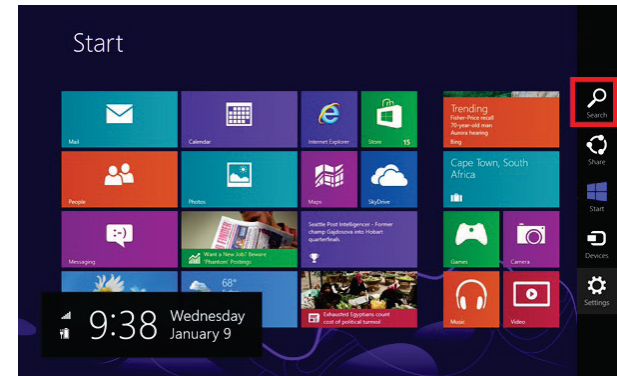 Start
Mail
Calendar
Internet Explorer
Store 15
Trending
Fisher-Price recall
70-year-old man
Aurora hearing
Bing
People
Photos
Maps
SkyDrive
Cape Town, South
Africa
Messaging
Want a New Job? Beware
'Phantom' Postings
Seattle Post Intelligencer - Former
champ Gajdosova into Hobart
quarterfinals
Games
Camera
68°
Exhausted Egyptians count
cost of political turmoil
Music
Video
9:38
Wednesday
January 9
Search
Share
Start
Devices
Settings